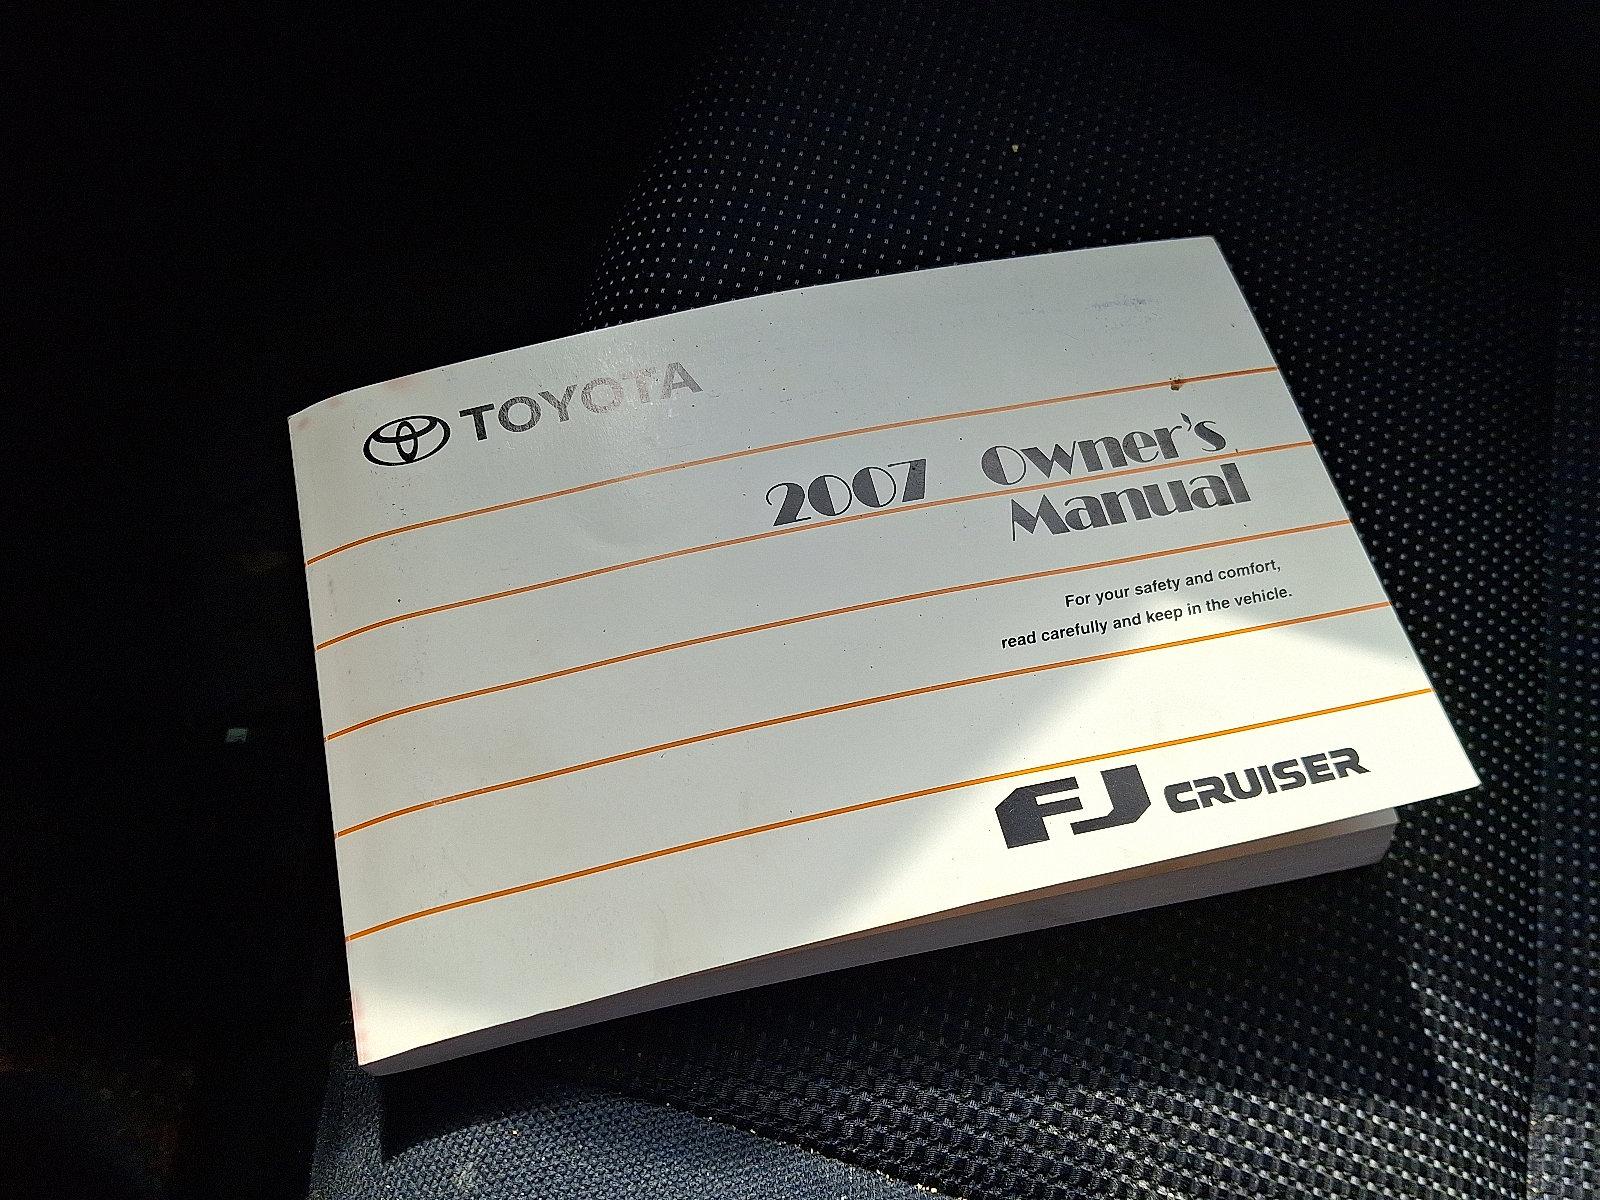 TOYOTA
2007 Owner's
Manual
For your safety and comfort,
read carefully and keep in the vehicle.
FJ CRUISER